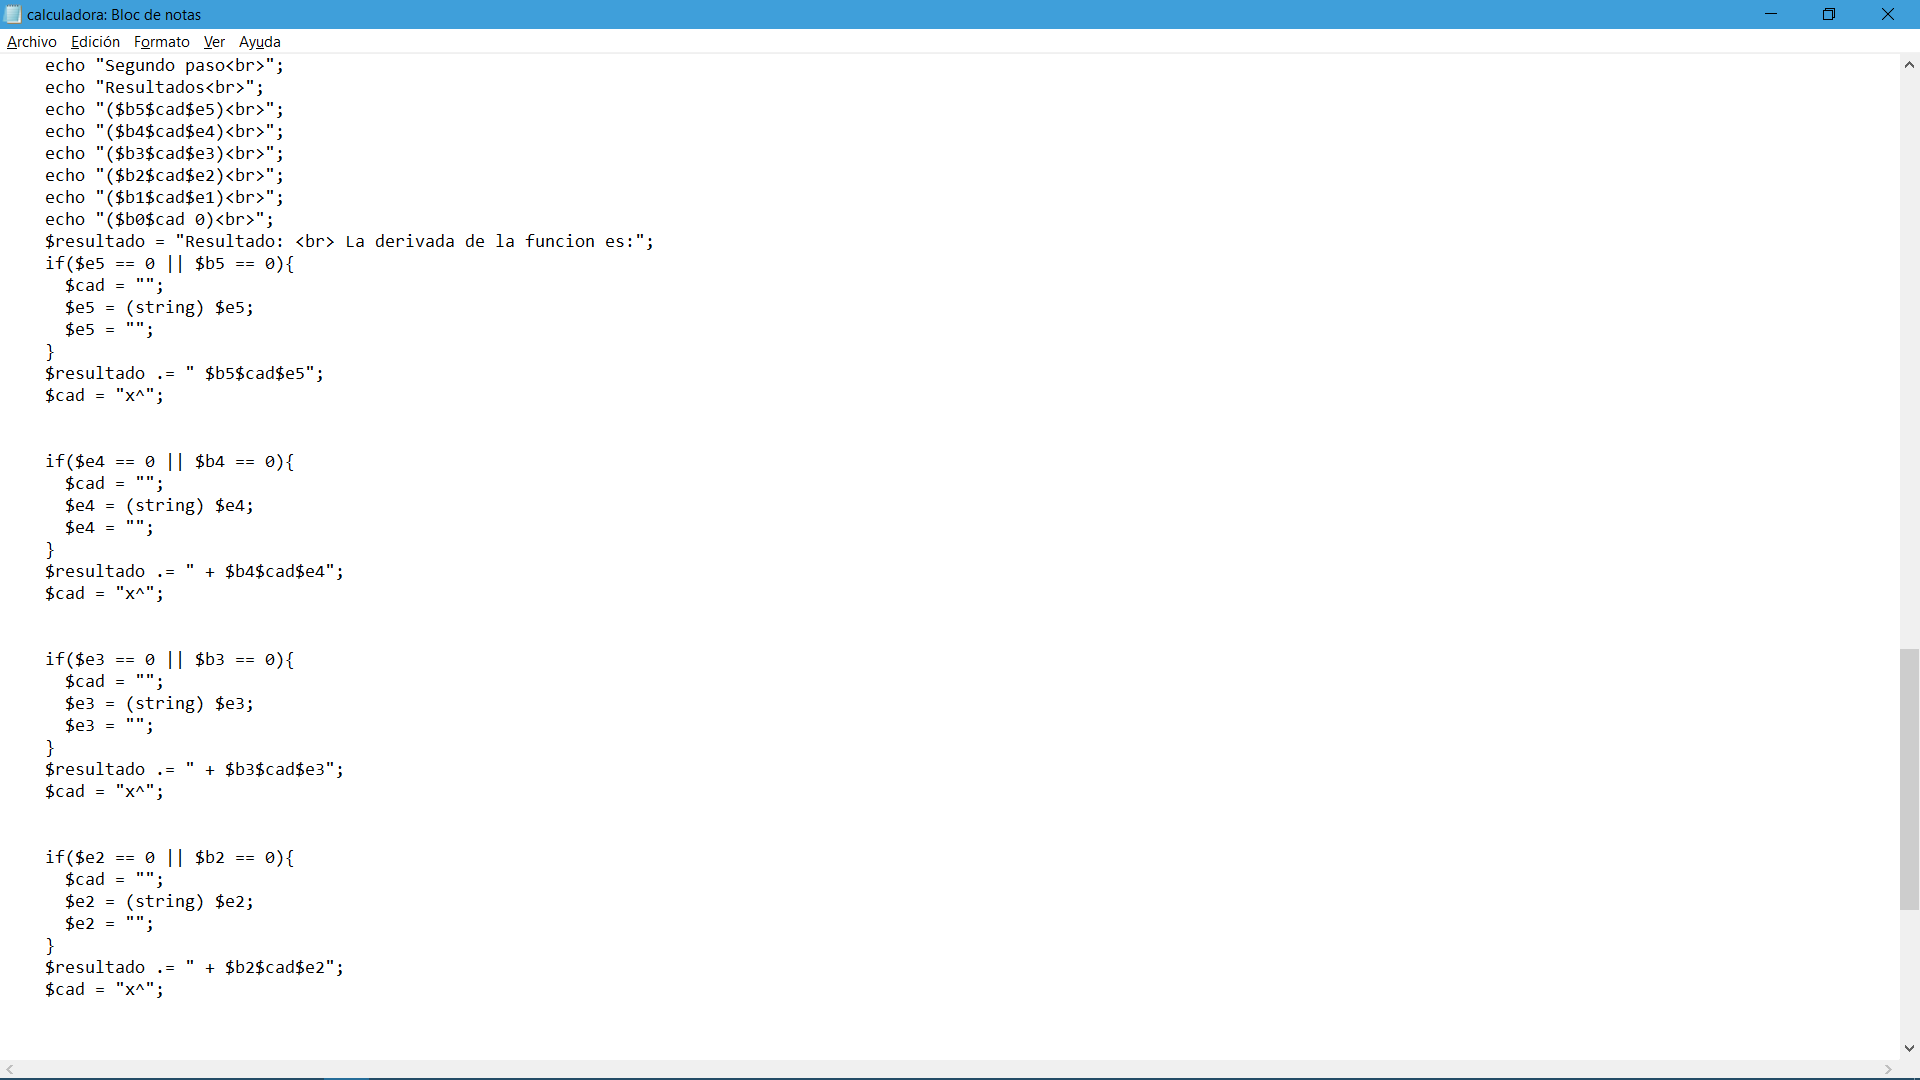 calculadora: Bloc de notas
Archivo Edición Formato Ver Ayuda
echo "Segundo paso<br>";
echo "Resultados<br>";
echo "($b5$cad$e5)<br>";
echo "($b4$cad$e4)<br>";
echo "($b3$cad$e3)<br>";
echo "($b2$cad$e2)<br>";
echo "($b1$cad$e1)<br>";
echo "($b0$cad 0)<br>";
$resultado = "Resultado: <br> La derivada de la funcion es:";
if($e5 == 0 || $b5 == 0){
$cad = "";
$e5 = (string) $e5;
$e5 = "";
}
$resultado .= " $b5$cad$e5";
$cad = "x^";
if($e4 == 0 || $b4 == 0){
$cad = "";
$e4 = (string) $e4;
$e4 = "";
}
$resultado .= " + $b4$cad$e4";
$cad = "x^";
if($e3 == 0 || $b3 == 0){
$cad = "";
$e3 = (string) $e3;
$e3 = "";
}
$resultado .= " + $b3$cad$e3";
$cad = "x^";
if($e2 == 0 || $b2 == 0){
$cad = "";
$e2 = (string) $e2;
$e2 = "";
}
$resultado .= " + $b2$cad$e2";
$cad = "x^";